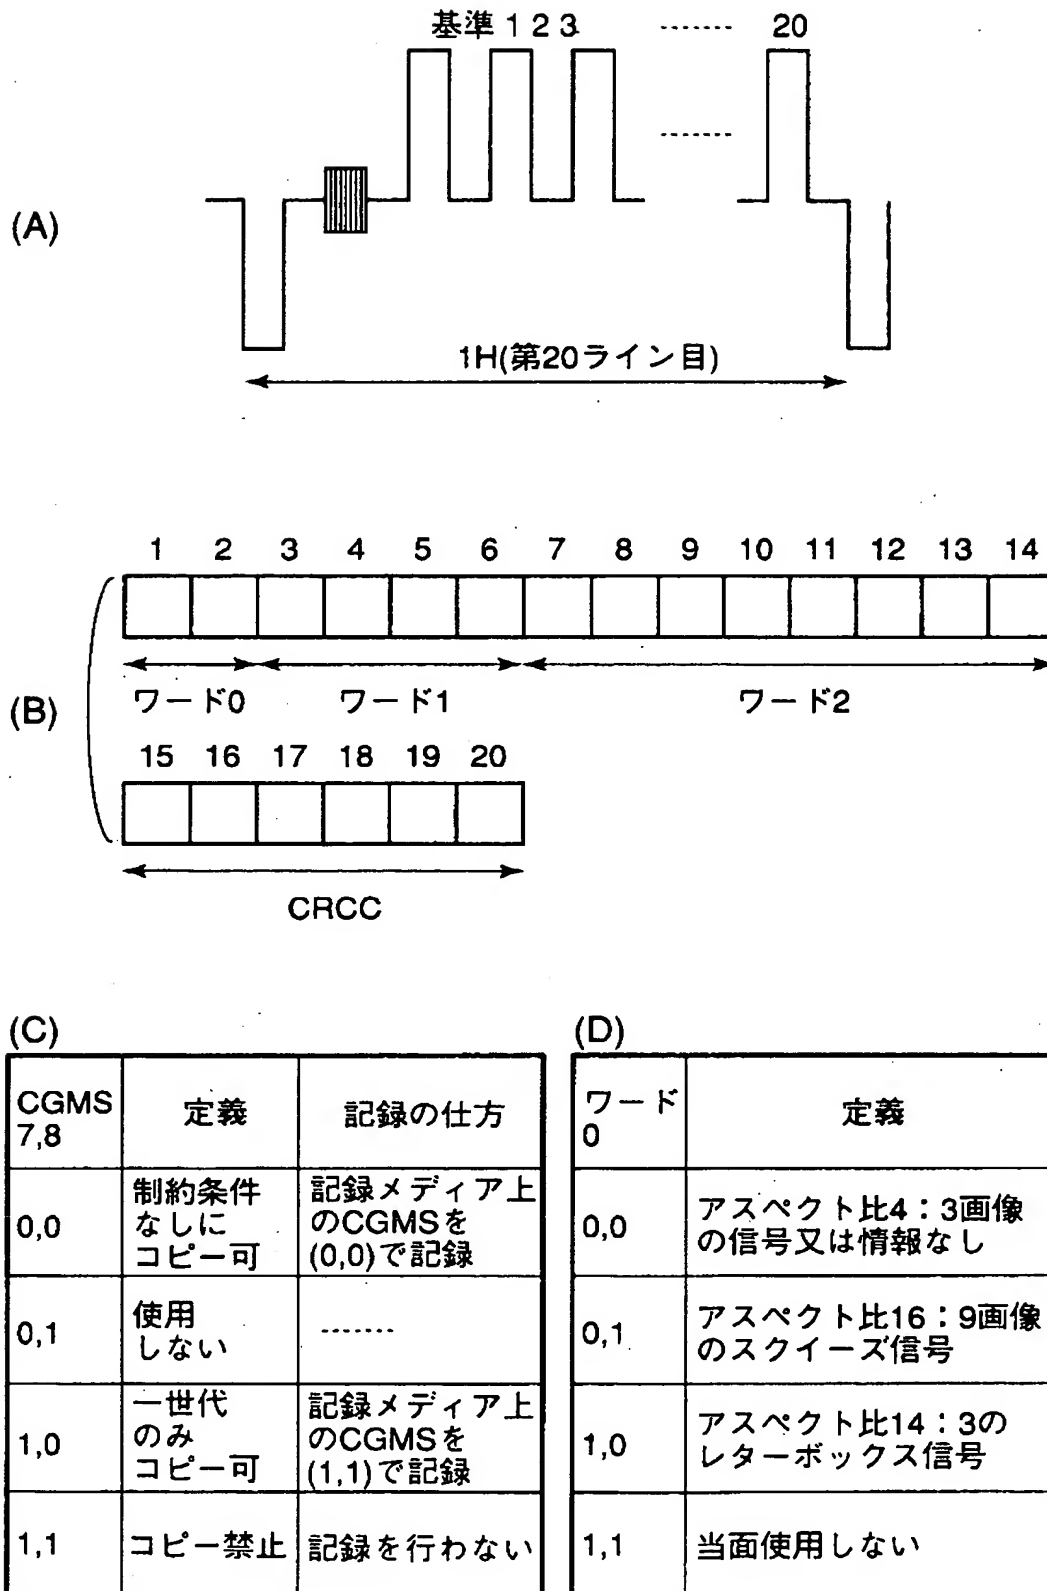 基準 1 2 3 ------- 20
-------
(A)
1H(第20ライン目)
1 2 3 4 5 6 7 8 9 10 11 12 13 14
(B)
ワード0 ワード1 ワード2
15 16 17 18 19 20
CRCC
(C)
CGMS
7,8
定義
記録の仕方
0,0
制約条件
なしに
コピー可
記録メディア上
のCGMSを
(0,0)で記録
0,1
使用
しない
-------
1,0
一世代
のみ
コピー可
記録メディア上
のCGMSを
(1,1)で記録
1,1
コピー禁止
記録を行わない
(D)
ワード
0
定義
0,0
アスペクト比4：3画像
の信号又は情報なし
0,1
アスペクト比16：9画像
のスクイーズ信号
1,0
アスペクト比14：3の
レターボックス信号
1,1
当面使用しない